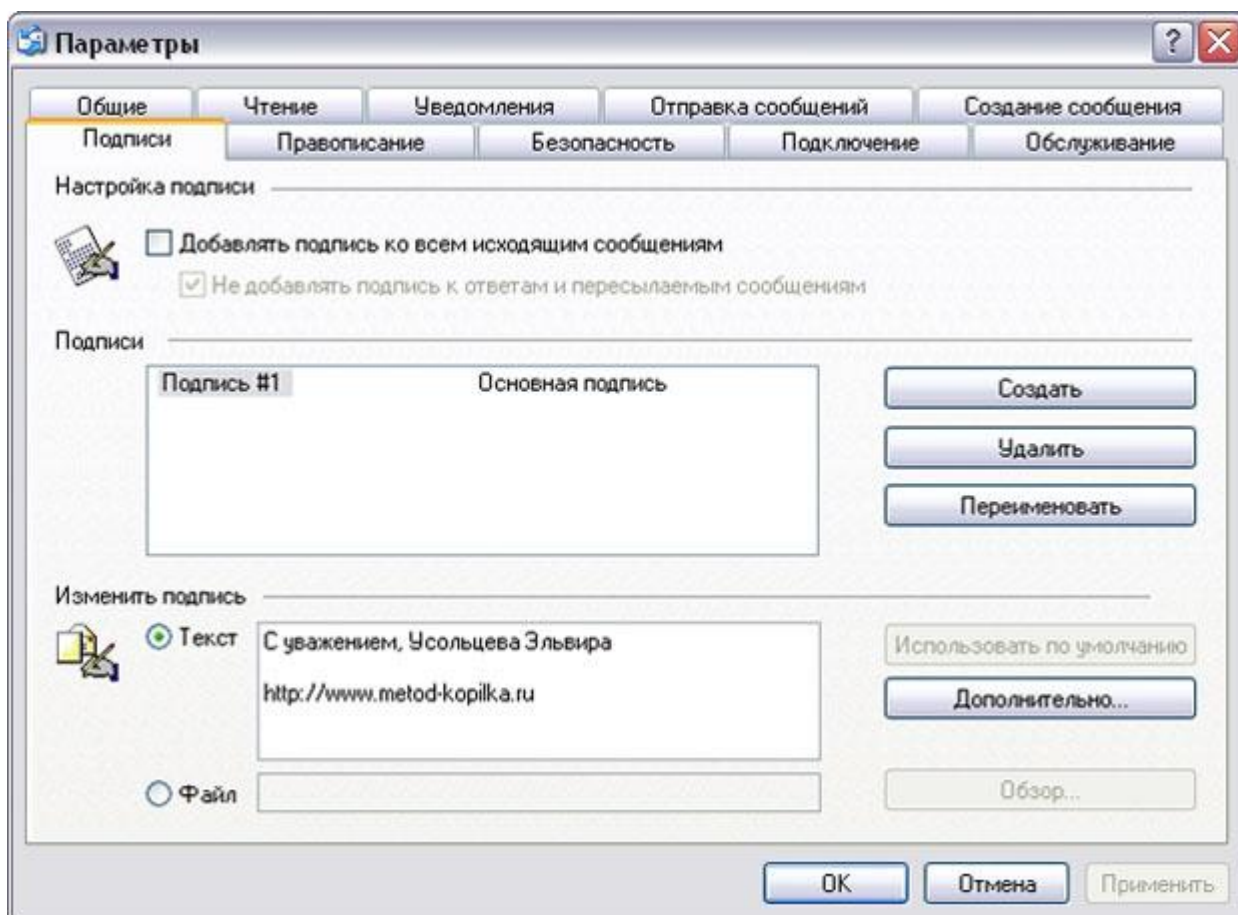 Параметры
Общие Чтение Уведомления Отправка сообщений Создание сообщения
Подписи Правописание Безопасность Подключение Обслуживание
Настройка подписи
Добавлять подпись ко всем исходящим сообщениям
Не добавлять подпись к ответам и пересылаемым сообщениям
Подписи
Подпись #1 Основная подпись
Создать
Удалить
Переименовать
Изменить подпись
Текст
С уважением, Усольцева Эльвира
http://www.metod-kopilka.ru
Использовать по умолчанию
Дополнительно...
Файл
Обзор...
ОК Отмена Применить